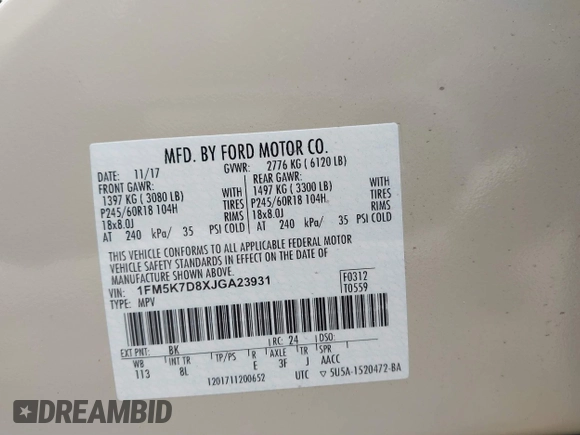 MFD. BY FORD MOTOR CO.
DATE: 11/17 GVWR: 2776 KG ( 6120 LB)
FRONT GAWR: REAR GAWR:
1397 KG ( 3080 LB) WITH 1497 KG ( 3300 LB) WITH
P245/60R18 104H TIRES P245/60R18 104H. TIRES
18x8.0J RIMS 18x8.0J RIMS
AT 240 kPa/ 35 PSI COLD AT 240 kPa/ 35 PSI COLD
THIS VEHICLE CONFORMS TO ALL APPLICABLE FEDERAL MOTOR
VEHICLE SAFETY STANDARDS IN EFFECT ON THE DATE OF
MANUFACTURE SHOWN ABOVE.
VIN: 1FM5K7D8XJGA23931 F0312
TYPE: MPV T0559
EXT PNT: BK RC: 24 DSO:
WB INT TR TP/PS R AXLE TR SPR
113 8L E 3F J AACC
1201711200652 UTC ▽ SU5A-1520472-BA
DREAMBID